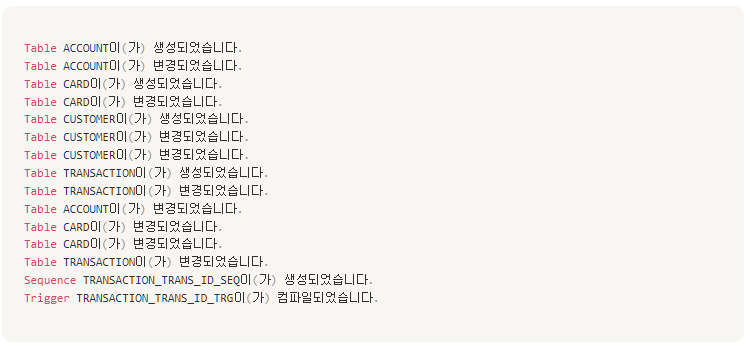 Table ACCOUNT이(가) 생성되었습니다.
Table ACCOUNT이(가) 변경되었습니다.
Table CARD이(가) 생성되었습니다.
Table CARD이(가) 변경되었습니다.
Table CUSTOMER이(가) 생성되었습니다.
Table CUSTOMER이(가) 변경되었습니다.
Table CUSTOMER이(가) 변경되었습니다.
Table TRANSACTION이(가) 생성되었습니다.
Table TRANSACTION이(가) 변경되었습니다.
Table ACCOUNT이(가) 변경되었습니다.
Table CARD이(가) 변경되었습니다.
Table CARD이(가) 변경되었습니다.
Table TRANSACTION이(가) 변경되었습니다.
Sequence TRANSACTION_TRANS_ID_SEQ이(가) 생성되었습니다.
Trigger TRANSACTION_TRANS_ID_TRG이(가) 컴파일되었습니다.